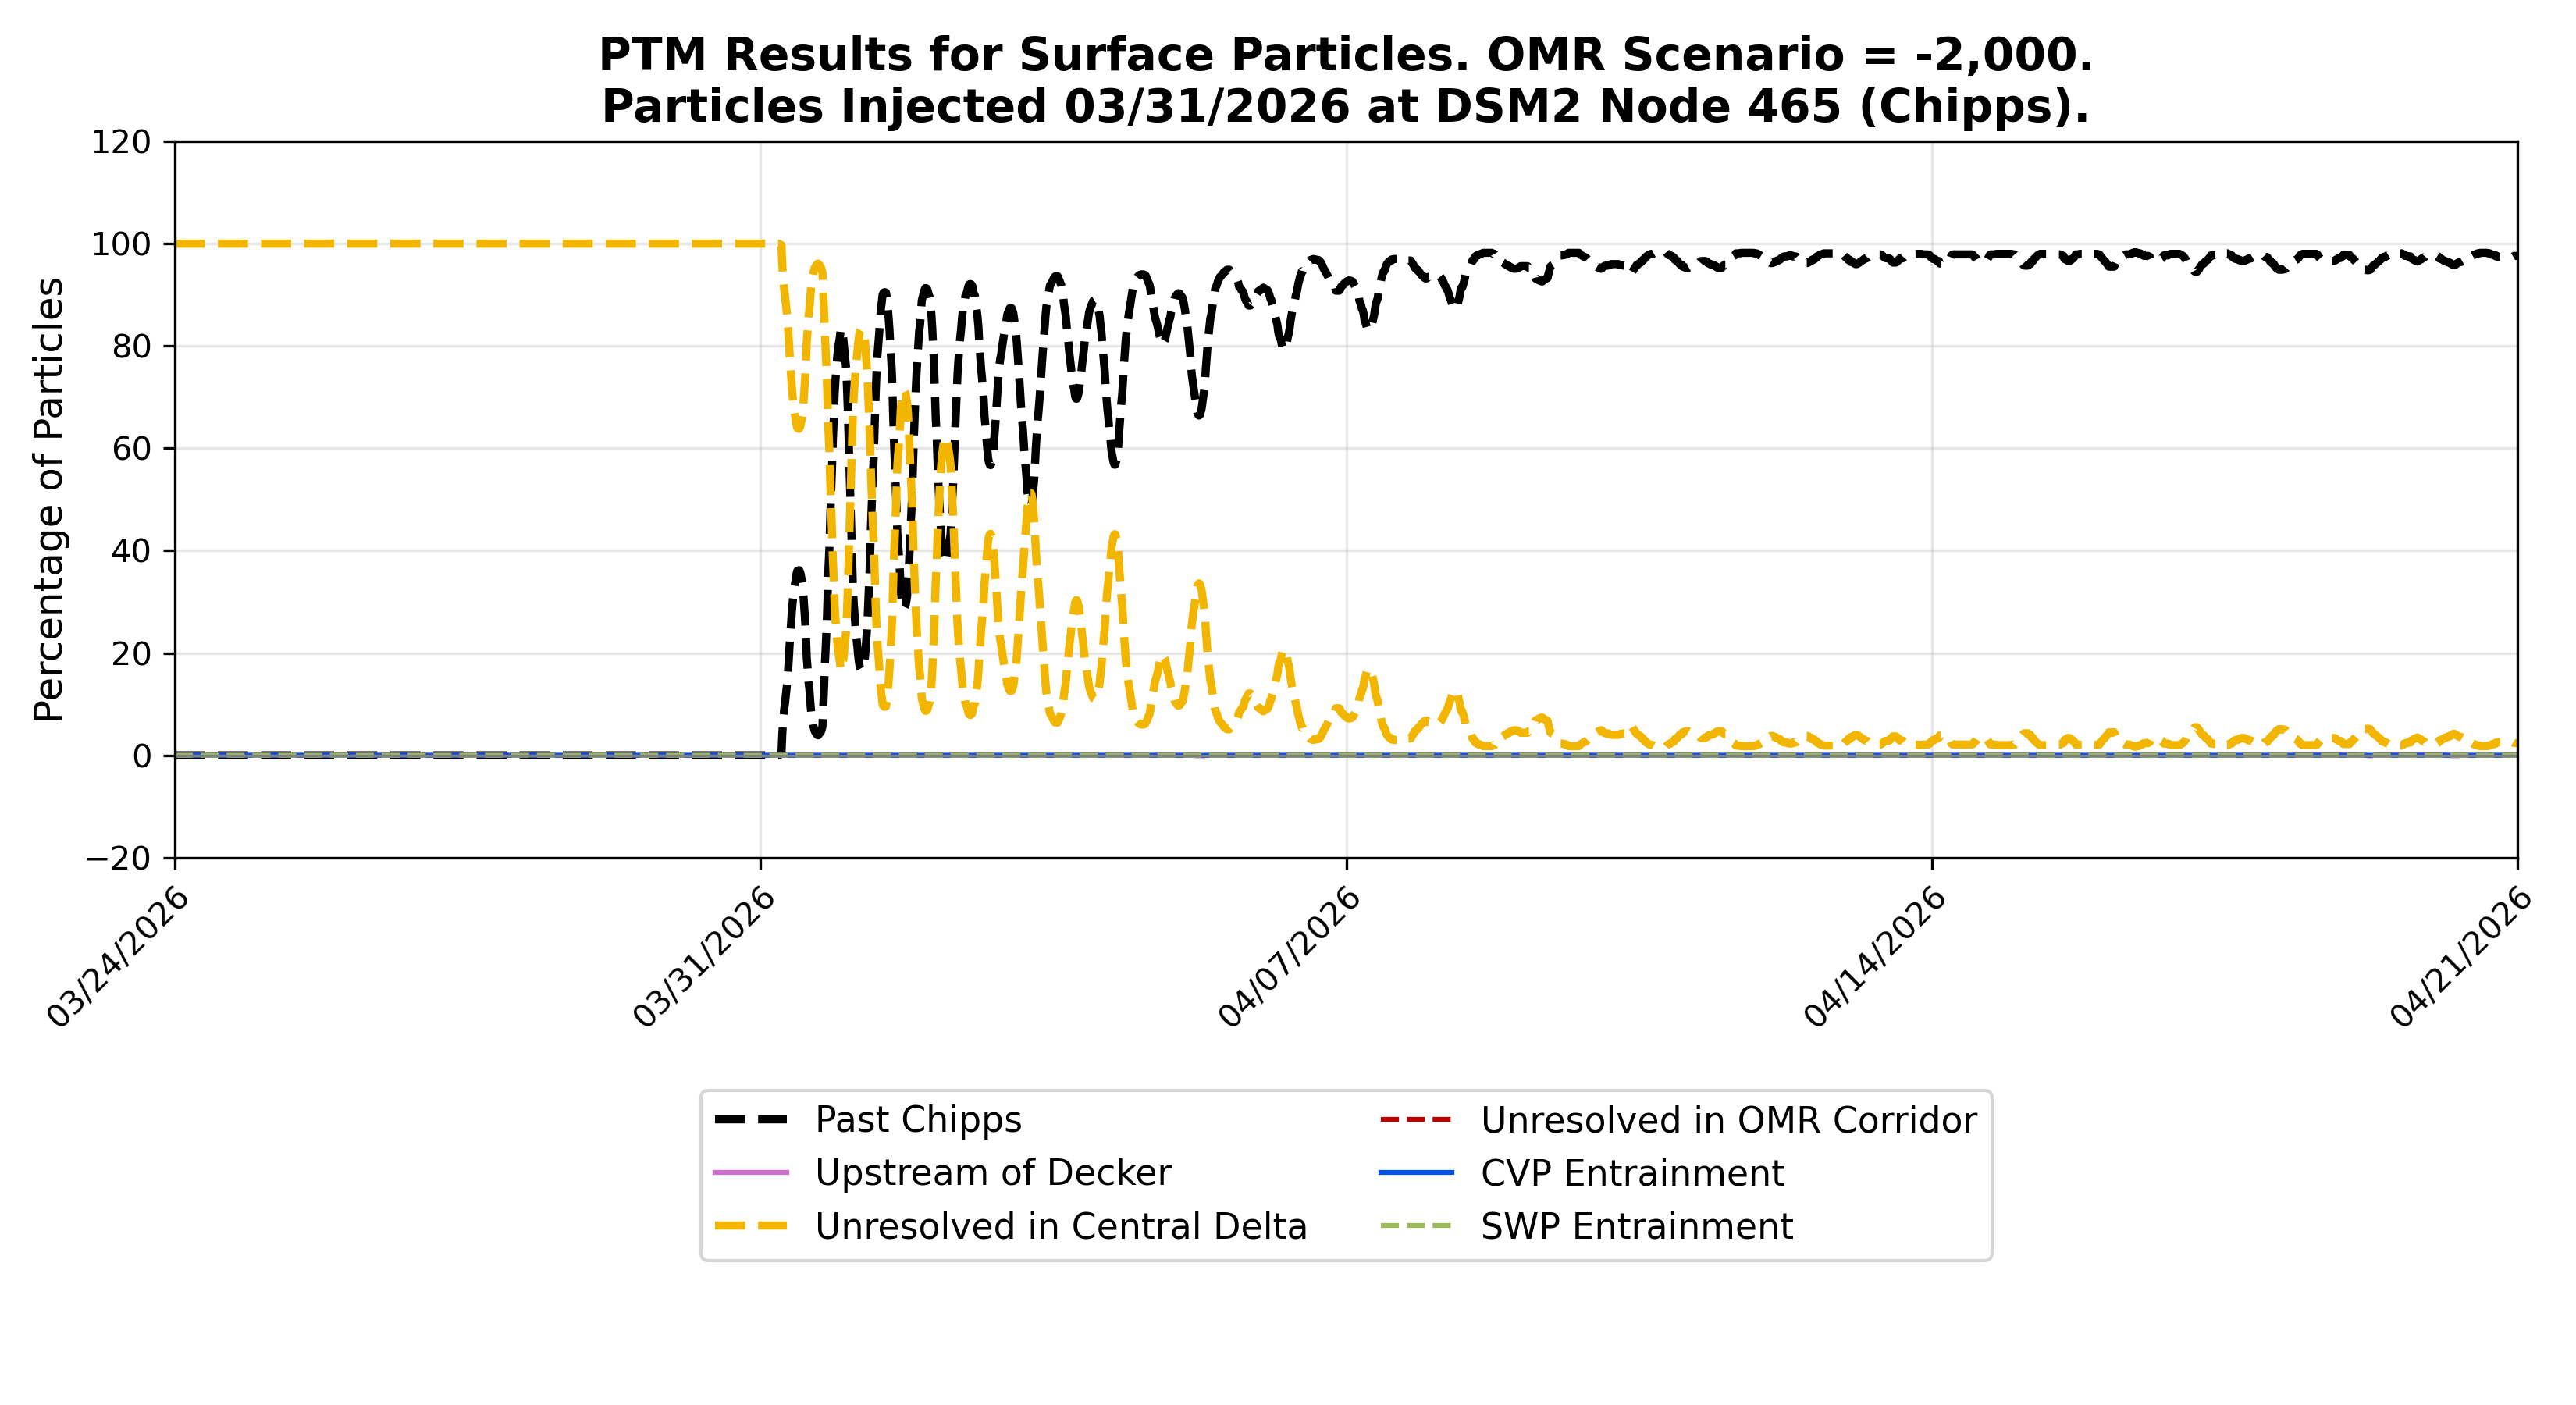 PTM Results for Surface Particles. OMR Scenario = -2,000.
Particles Injected 03/31/2026 at DSM2 Node 465 (Chipps).
Percentage of Particles
120
100
80
60
40
20
0
−20
03/24/2026
03/31/2026
04/07/2026
04/14/2026
04/21/2026
Past Chipps
Upstream of Decker
Unresolved in Central Delta
Unresolved in OMR Corridor
CVP Entrainment
SWP Entrainment